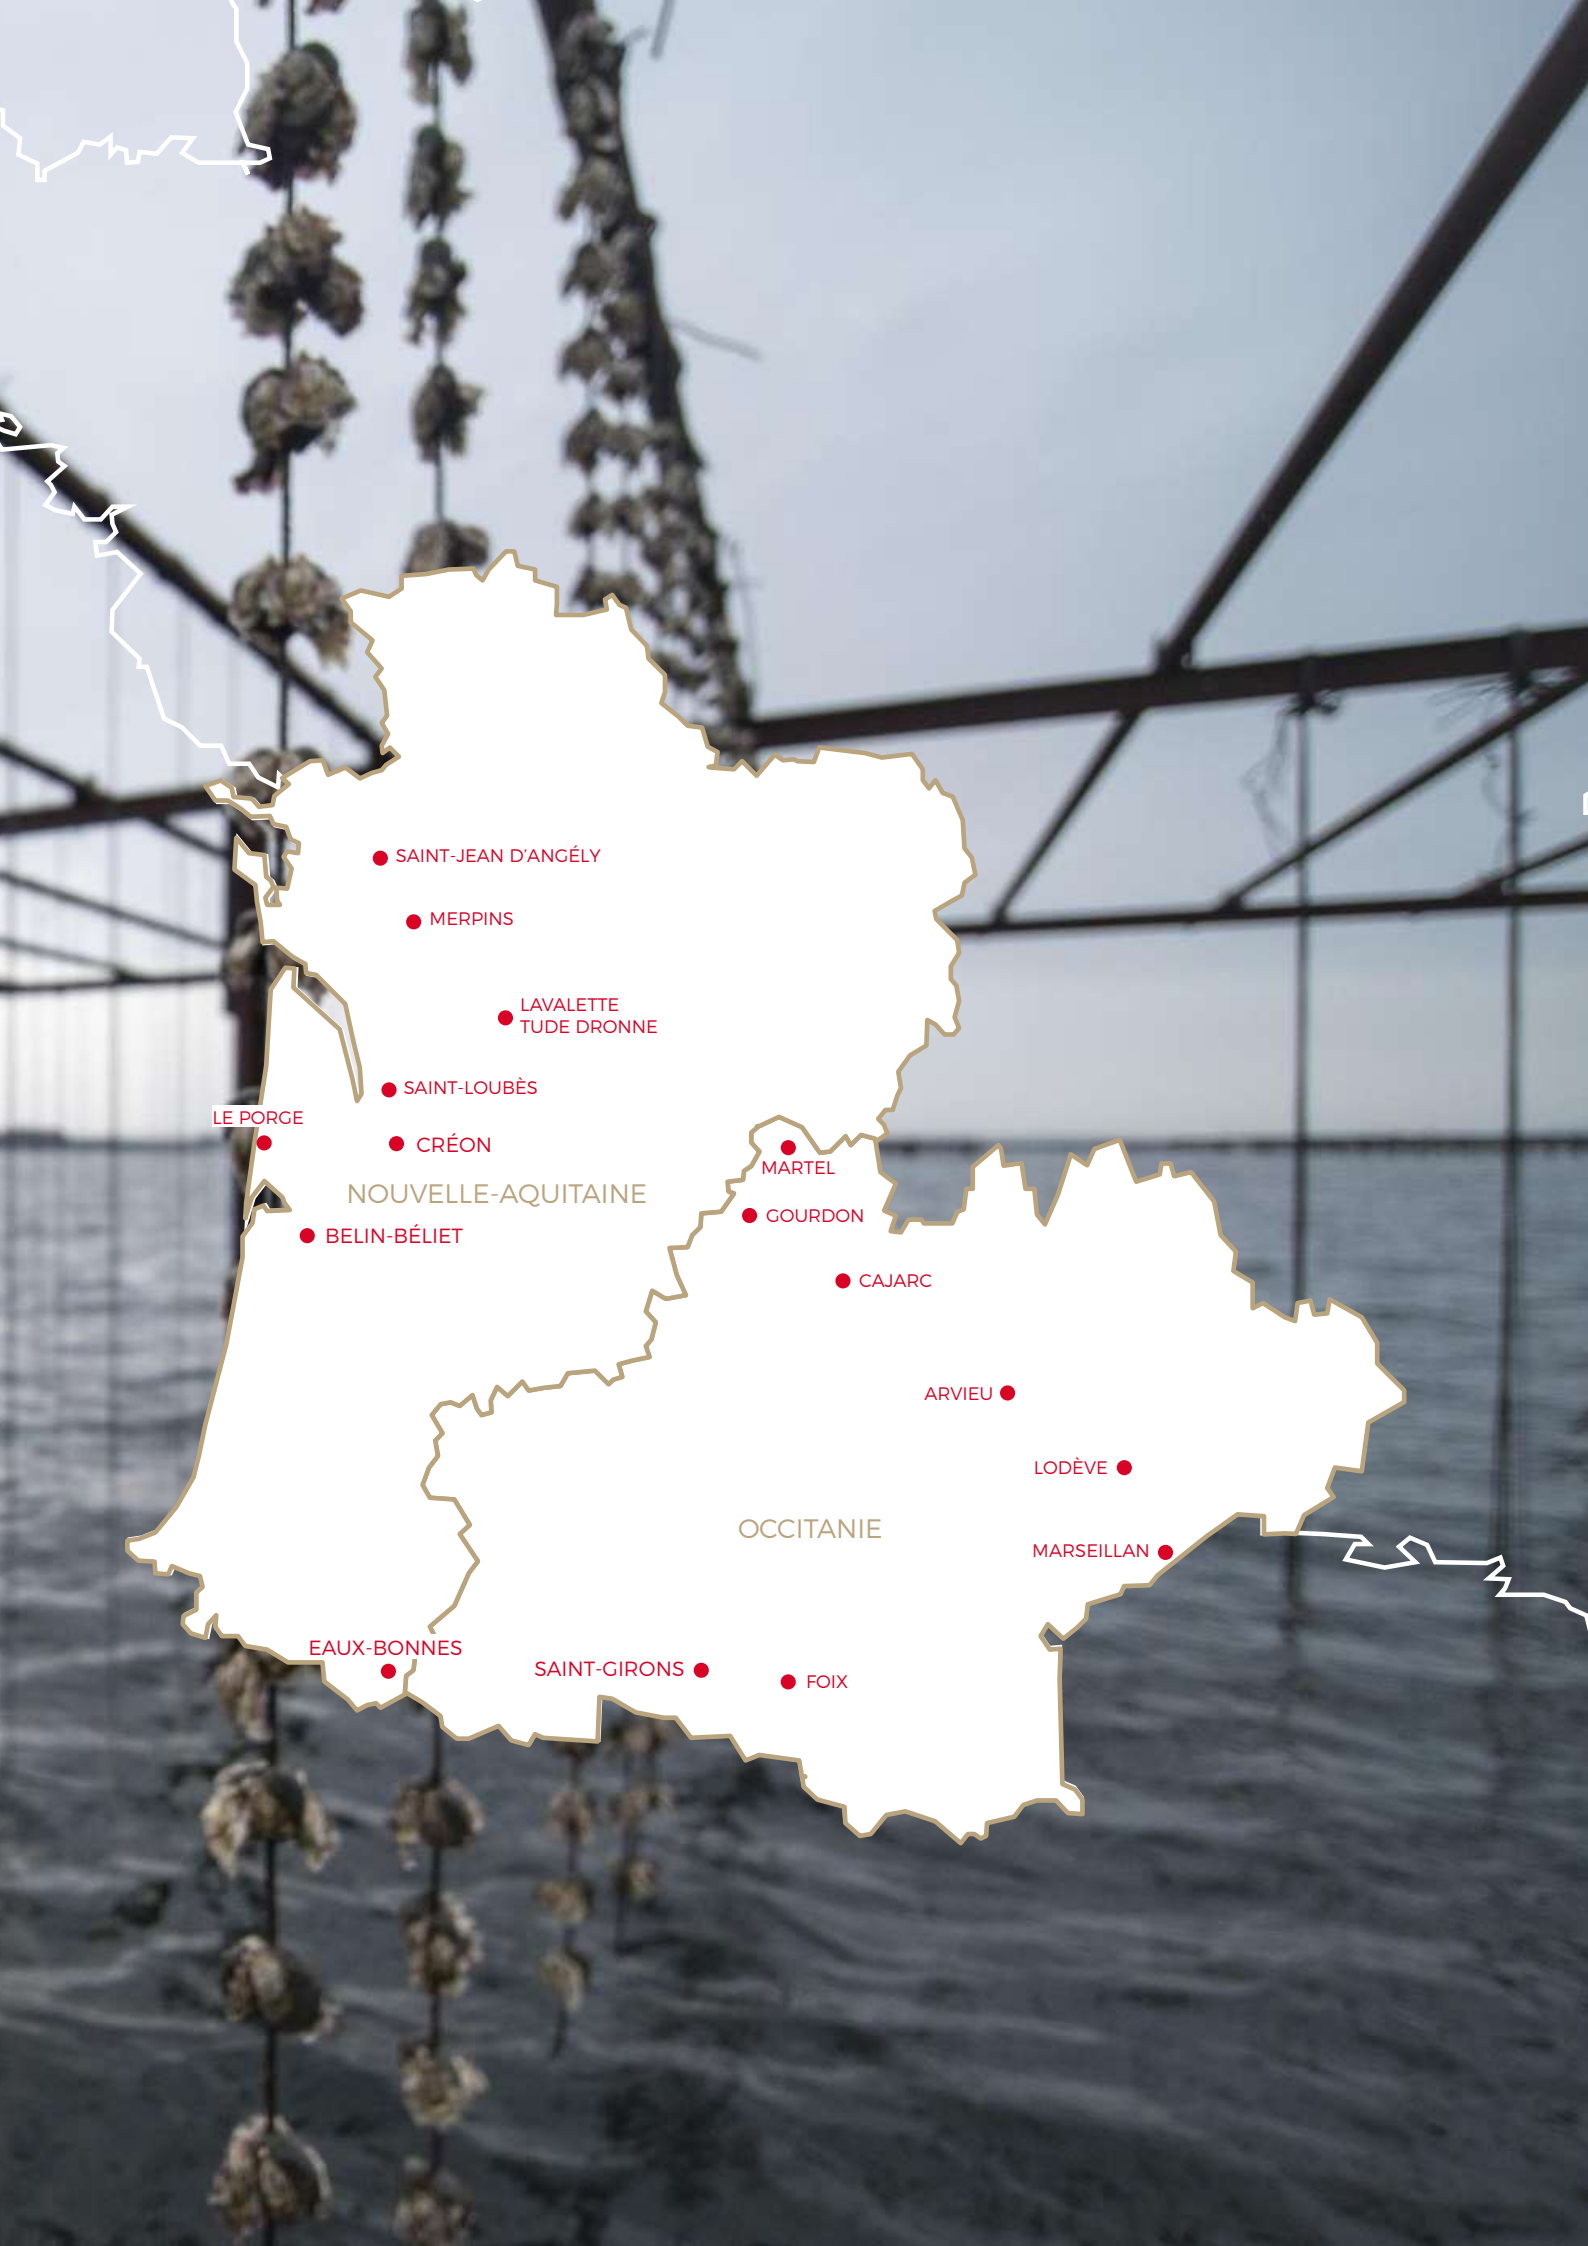 SAINT-JEAN D’ANGÉLY
MERPINS
LAVALETTE
TUDE DRONNE
SAINT-LOUBÈS
LE PORGE
CRÉON
MARTEL
NOUVELLE-AQUITAINE
GOURDON
BELIN-BÉLIET
CAJARC
ARVIEU
LODÈVE
OCCITANIE
MARSEILLAN
EAUX-BONNES
SAINT-GIRONS
FOIX